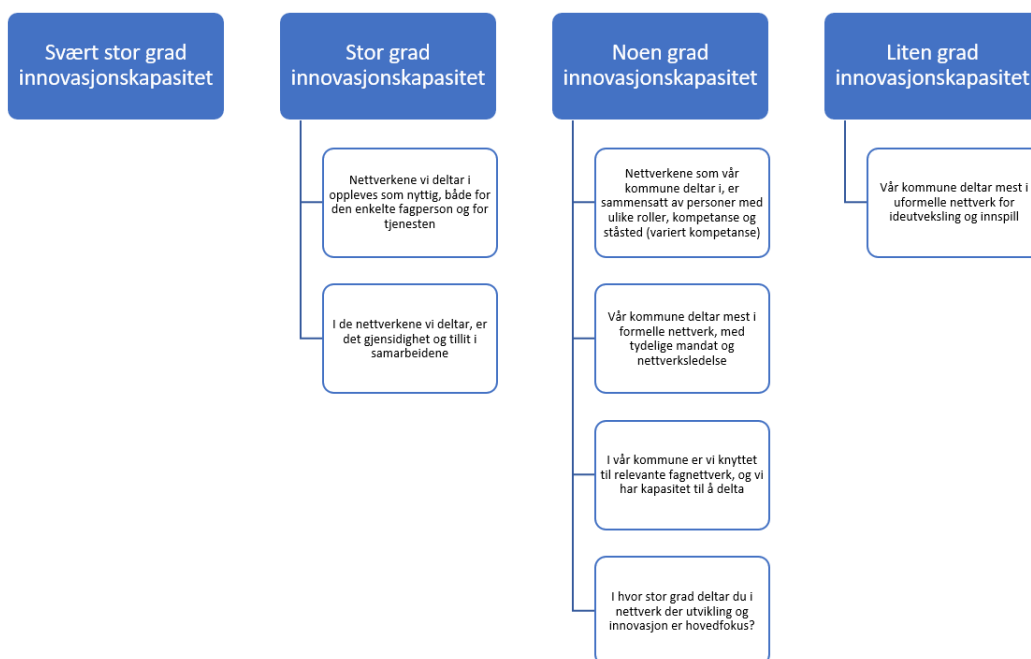 Svært stor grad
innovasjonskapasitet
Stor grad
innovasjonskapasitet
Nettverkene vi deltar i
oppleves som nyttig, både for
den enkelte fagperson og for
tjenesten
I de nettverkene vi deltar, er
det gjensidighet og tillit i
samarbeidene
Noen grad
innovasjonskapasitet
Nettverkene som vår
kommune deltar i, er
sammensatt av personer med
ulike roller, kompetanse og
ståsted (variert kompetanse)
Vår kommune deltar mest i
formelle nettverk, med
tydelige mandat og
nettverksledelse
I vår kommune er vi knyttet
til relevante fagnettverk, og vi
har kapasitet til å delta
I hvor stor grad deltar du i
nettverk der utvikling og
innovasjon er hovedfokus?
Liten grad
innovasjonskapasitet
Vår kommune deltar mest i
uformelle nettverk for
ideutveksling og innspill